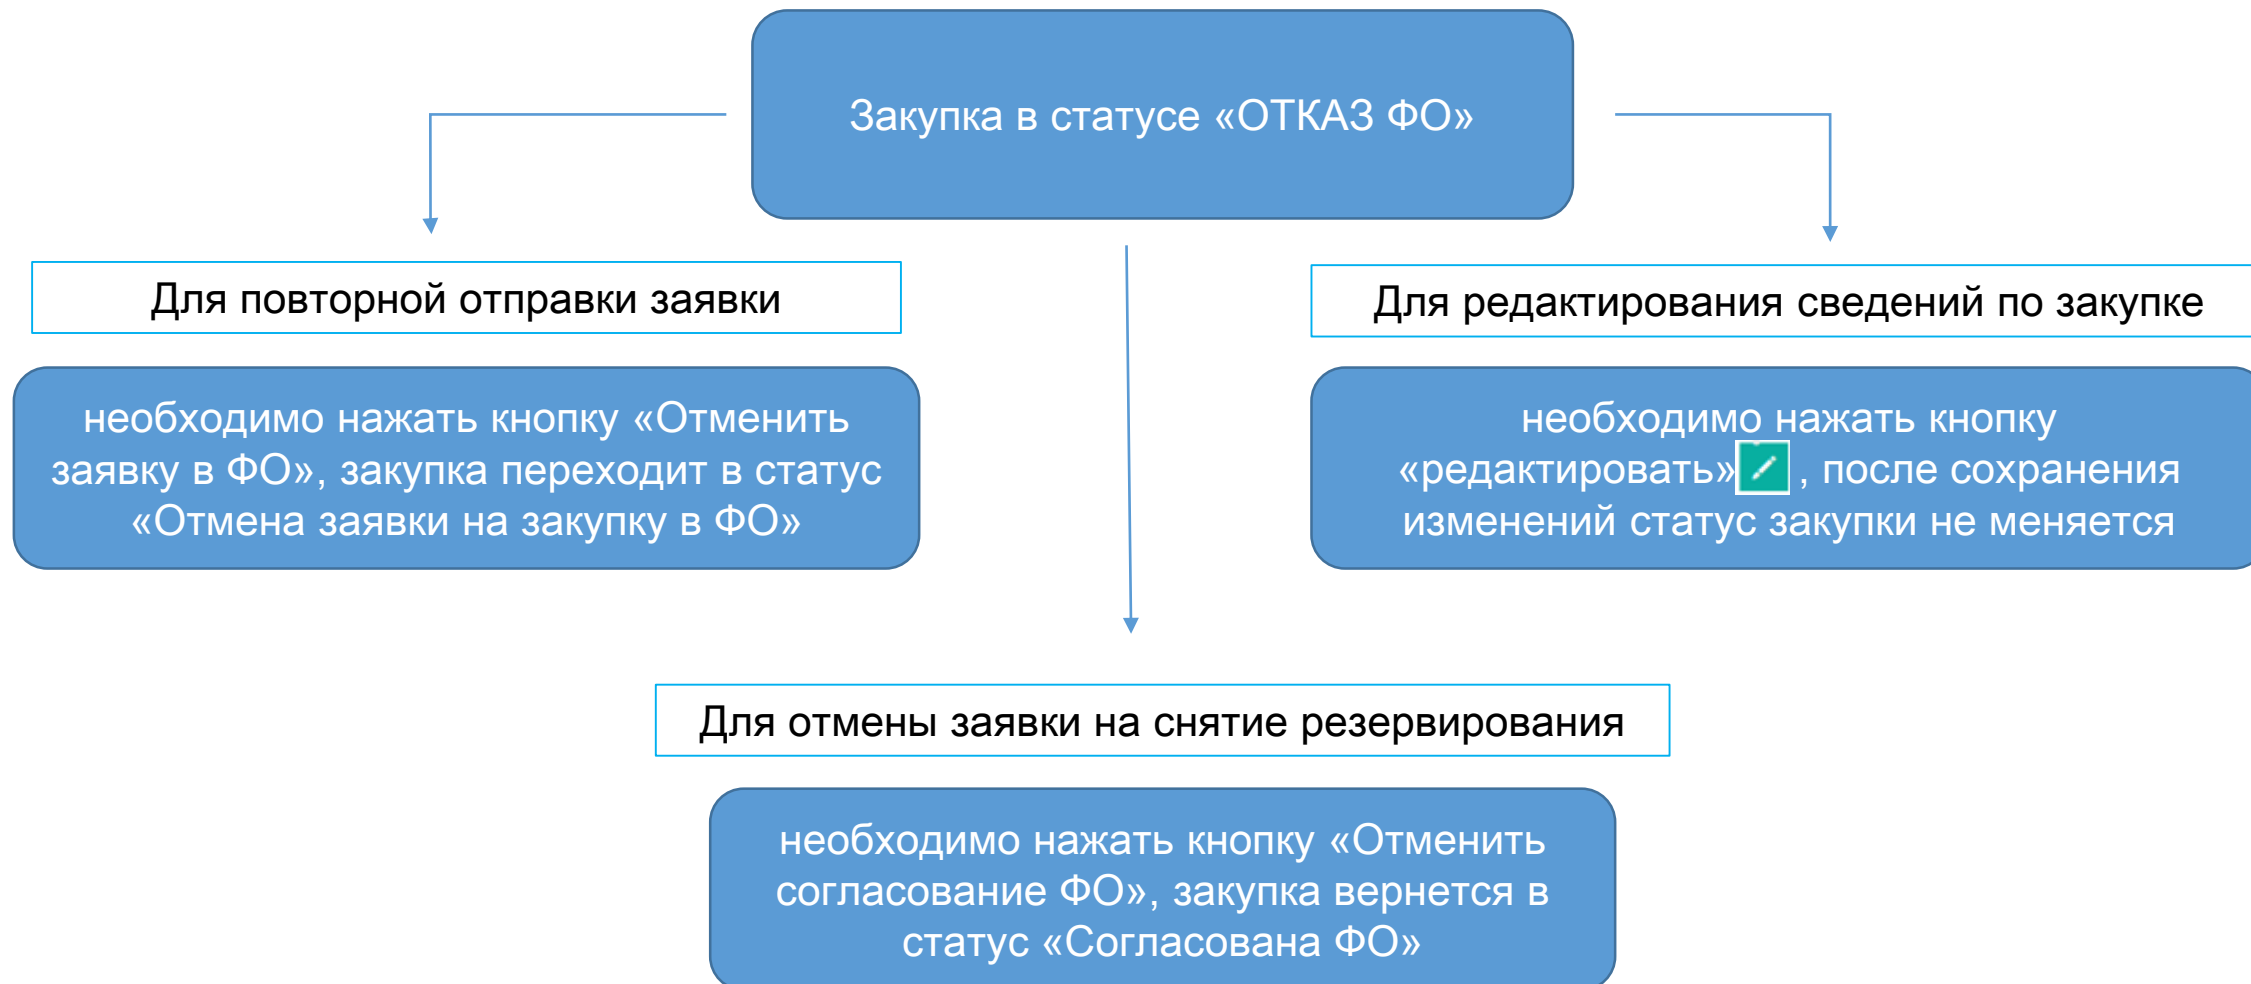 Закупка в статусе «ОТКАЗ ФО»
Для повторной отправки заявки
необходимо нажать кнопку «Отменить
заявку в ФО», закупка переходит в статус
«Отмена заявки на закупку в ФО»
Для редактирования сведений по закупке
необходимо нажать кнопку
«редактировать» , после сохранения
изменений статус закупки не меняется
Для отмены заявки на снятие резервирования
необходимо нажать кнопку «Отменить
согласование ФО», закупка вернется в
статус «Согласована ФО»